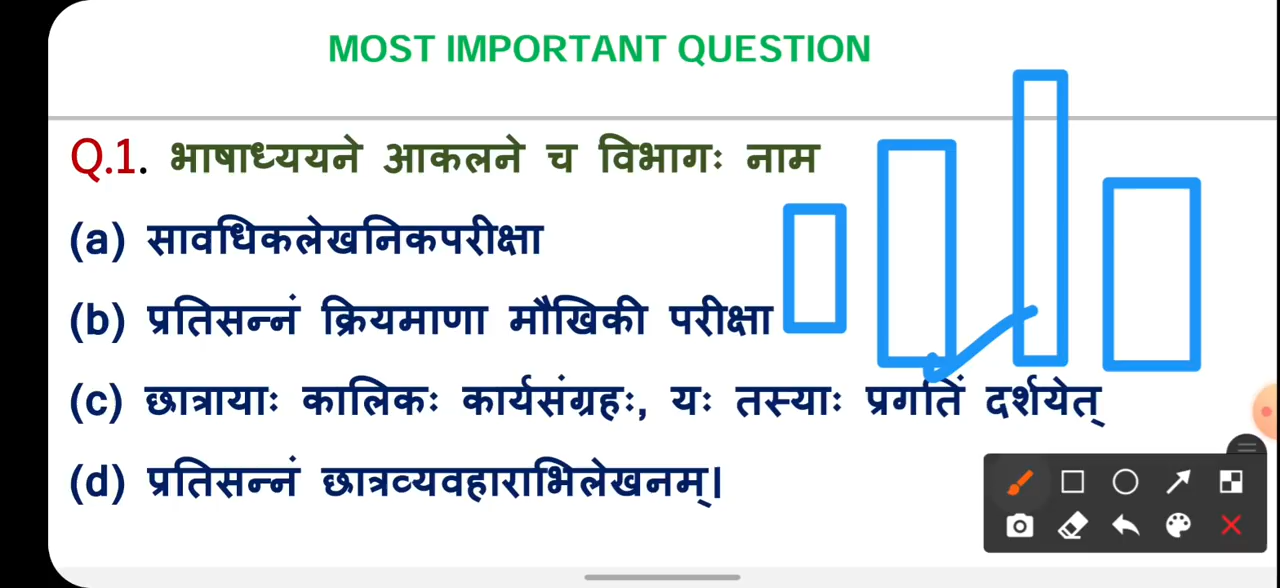 MOST IMPORTANT QUESTION
Q.1. भाषाध्ययने आकलने च विभागः नाम
(a) सावधिकलेखनिकपरीक्षा
(b) प्रतिसन्नं क्रियमाणा मौखिकी परीक्षा
(c) छात्रायाः कालिकः कार्यसंग्रहः, यः तस्याः प्रगतिं दर्शयेत्
(d) प्रतिसन्नं छात्रव्यवहाराभिलेखनम्।